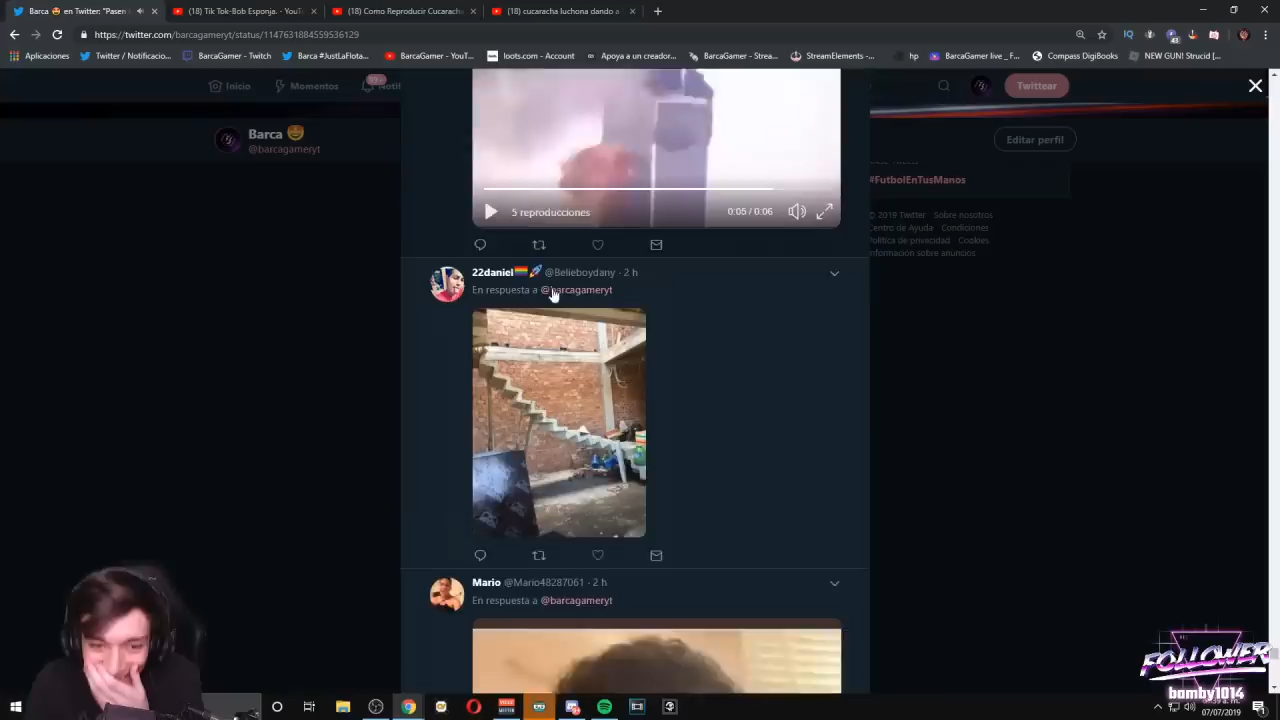 Barca 🤩 en Twitter: "Pasen
(18) Tik Tok-Bob Esponja. - YouT
(18) Como Reproducir Cucaracha
(18) cucaracha luchona dando a
https://twitter.com/barcagameryt/status/1147631884559536129
Aplicaciones
Twitter / Notificacio...
BarcaGamer - Twitch
Barca #JustLaFlota...
BarcaGamer - YouT...
loots.com - Account
Apoya a un creador...
BarcaGamer - Strea...
StreamElements -...
hp
BarcaGamer live _ F...
Compass DigiBooks
NEW GUN! Strucid [...
Inicio
Momentos
Notif
Twittear
Barca 🤩
@barcagameryt
Editar perfil
#FutbolEnTusManos
© 2019 Twitter Sobre nosotros
Centro de Ayuda Condiciones
Política de privacidad Cookies
Información sobre anuncios
5 reproducciones
0:05 / 0:06
22daniel🏳️‍🌈🚀 @Belieboydany · 2 h
En respuesta a @barcagameryt
Mario @Mario48287061 · 2 h
En respuesta a @barcagameryt
FOLLOWER
bamby1014
07/07/2019